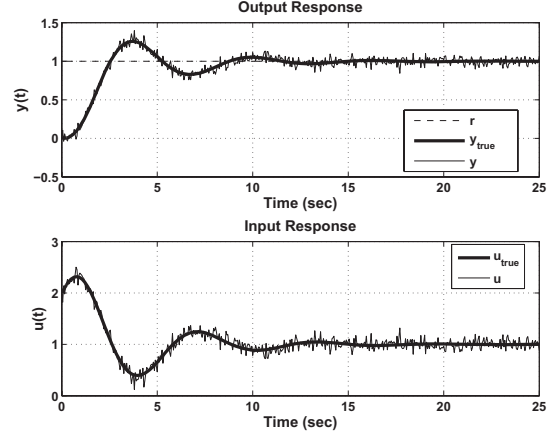 Output Response
1.5
1
0.5
0
−0.5
y(t)
r
y_true
y
0 5 10 15 20 25
Time (sec)
Input Response
3
2
1
0
u(t)
u_true
u
0 5 10 15 20 25
Time (sec)